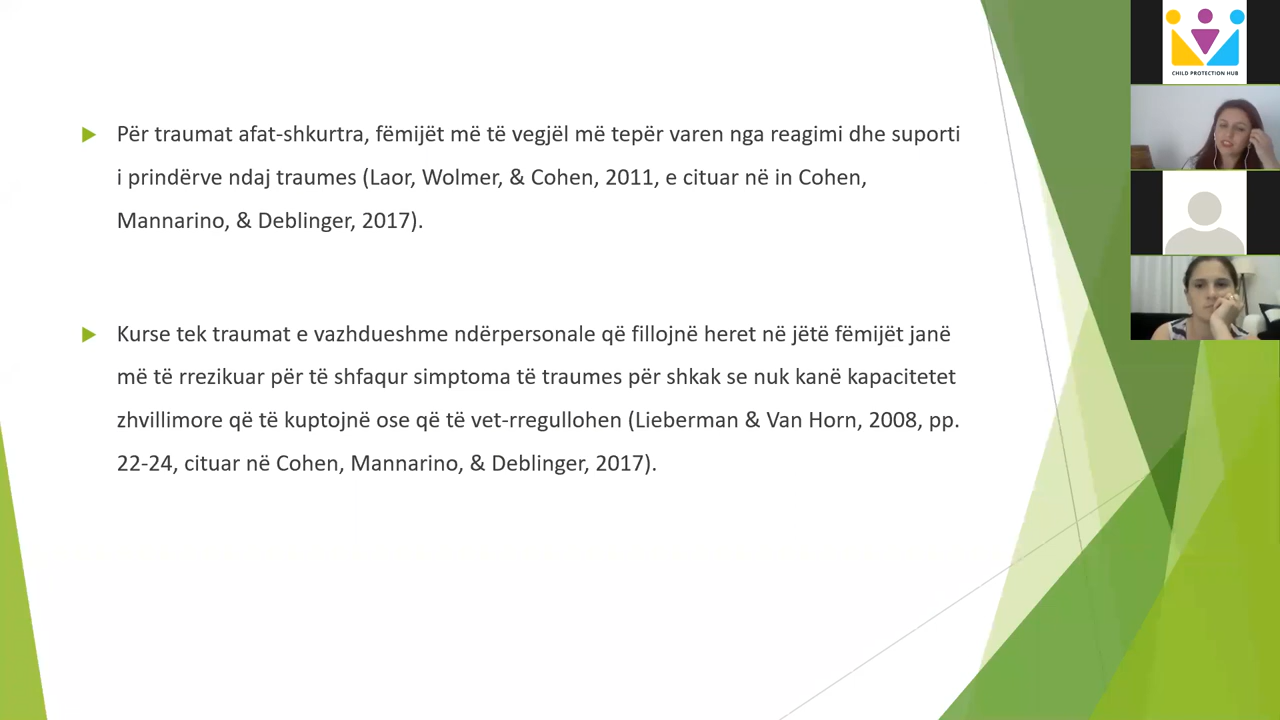 Për traumat afat-shkurtra, fëmijët më të vegjël më tepër varen nga reagimi dhe suporti
i prindërve ndaj traumes (Laor, Wolmer, & Cohen, 2011, e cituar në in Cohen,
Mannarino, & Deblinger, 2017).
Kurse tek traumat e vazhdueshme ndërpersonale që fillojnë heret në jëtë fëmijët janë
më të rrezikuar për të shfaqur simptoma të traumes për shkak se nuk kanë kapacitetet
zhvillimore që të kuptojnë ose që të vet-rregullohen (Lieberman & Van Horn, 2008, pp.
22-24, cituar në Cohen, Mannarino, & Deblinger, 2017).
CHILD PROTECTION HUB